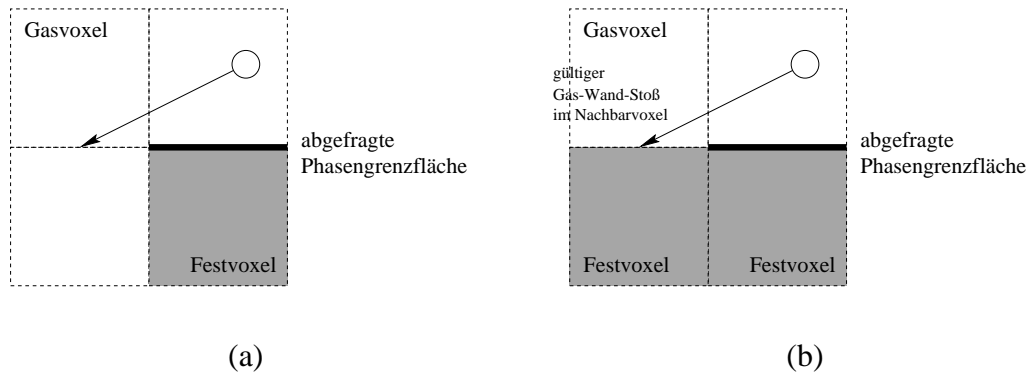 Gasvoxel
abgefragte
Phasengrenzfläche
Festvoxel
(a)
Gasvoxel
gültiger
Gas-Wand-Stoß
im Nachbarvoxel
abgefragte
Phasengrenzfläche
Festvoxel
Festvoxel
(b)